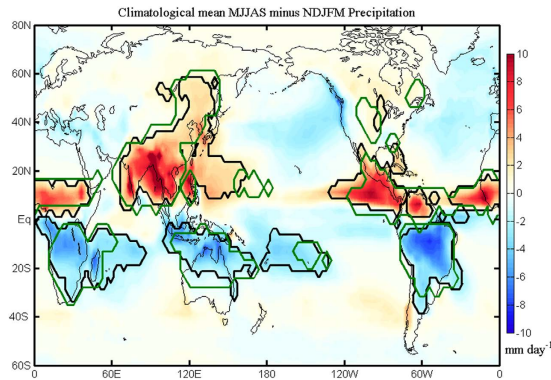 Climatological mean MJJAS minus NDJFM Precipitation
80N
60N
40N
20N
Eq
20S
40S
60S
0 60E 120E 180 120W 60W 0
10
8
6
4
2
0
-2
-4
-6
-8
-10
mm day-1